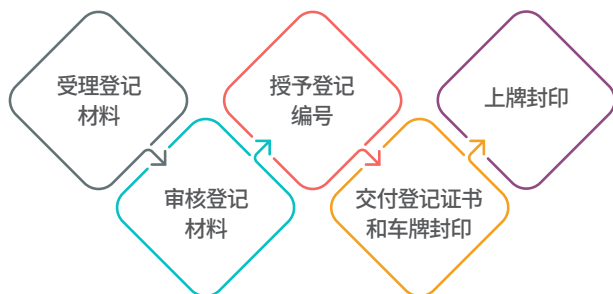 受理登记
材料
审核登记
材料
授予登记
编号
交付登记证书
和车牌封印
上牌封印